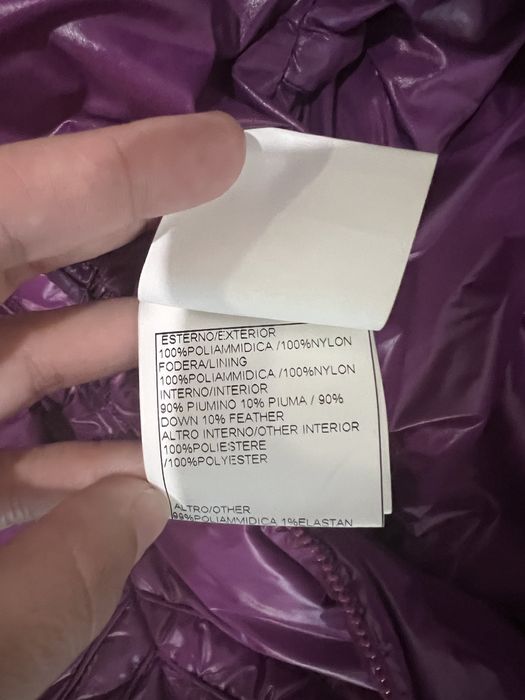 ESTERNO/EXTERIOR
100%POLIAMMIDICA /100%NYLON
FODERA/LINING
100%POLIAMMIDICA /100%NYLON
INTERNO/INTERIOR
90% PIUMINO 10% PIUMA / 90%
DOWN 10% FEATHER
ALTRO INTERNO/OTHER INTERIOR
100%POLIESTERE
/100%POLYESTER
ALTRO/OTHER
99%POLIAMMIDICA 1%ELASTAN